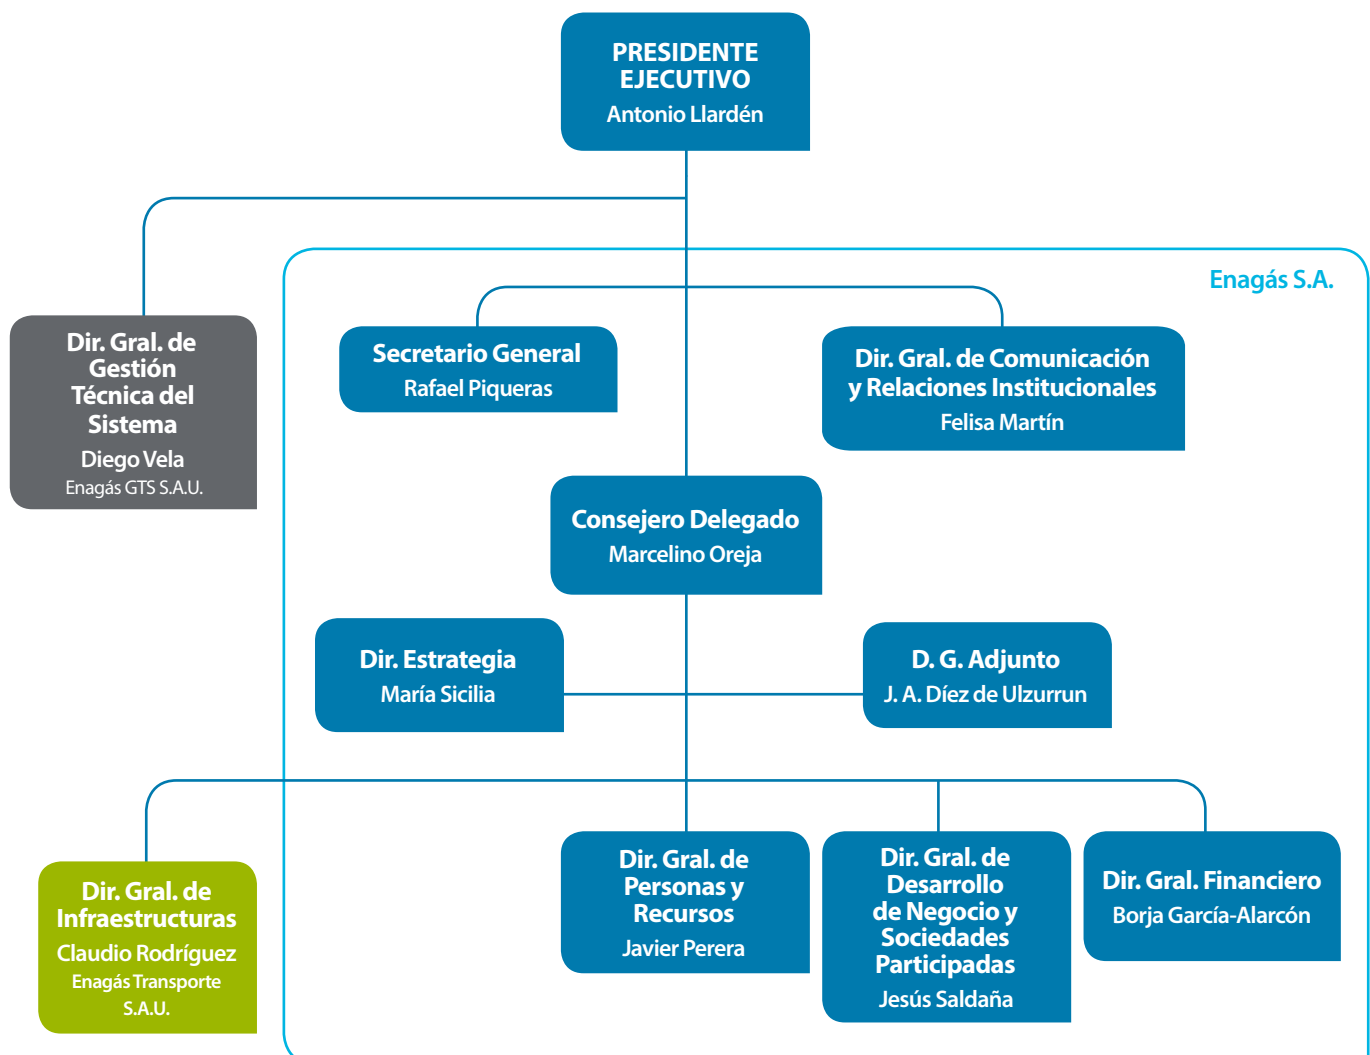 PRESIDENTE
EJECUTIVO
Antonio Llardén
Enagás S.A.
Dir. Gral. de
Gestión
Técnica del
Sistema
Diego Vela
Enagás GTS S.A.U.
Secretario General
Rafael Piqueras
Dir. Gral. de Comunicación
y Relaciones Institucionales
Felisa Martín
Consejero Delegado
Marcelino Oreja
Dir. Estrategia
María Sicilia
D. G. Adjunto
J. A. Díez de Ulzurrun
Dir. Gral. de
Infraestructuras
Claudio Rodríguez
Enagás Transporte
S.A.U.
Dir. Gral. de
Personas y
Recursos
Javier Perera
Dir. Gral. de
Desarrollo
de Negocio y
Sociedades
Participadas
Jesús Saldaña
Dir. Gral. Financiero
Borja García-Alarcón